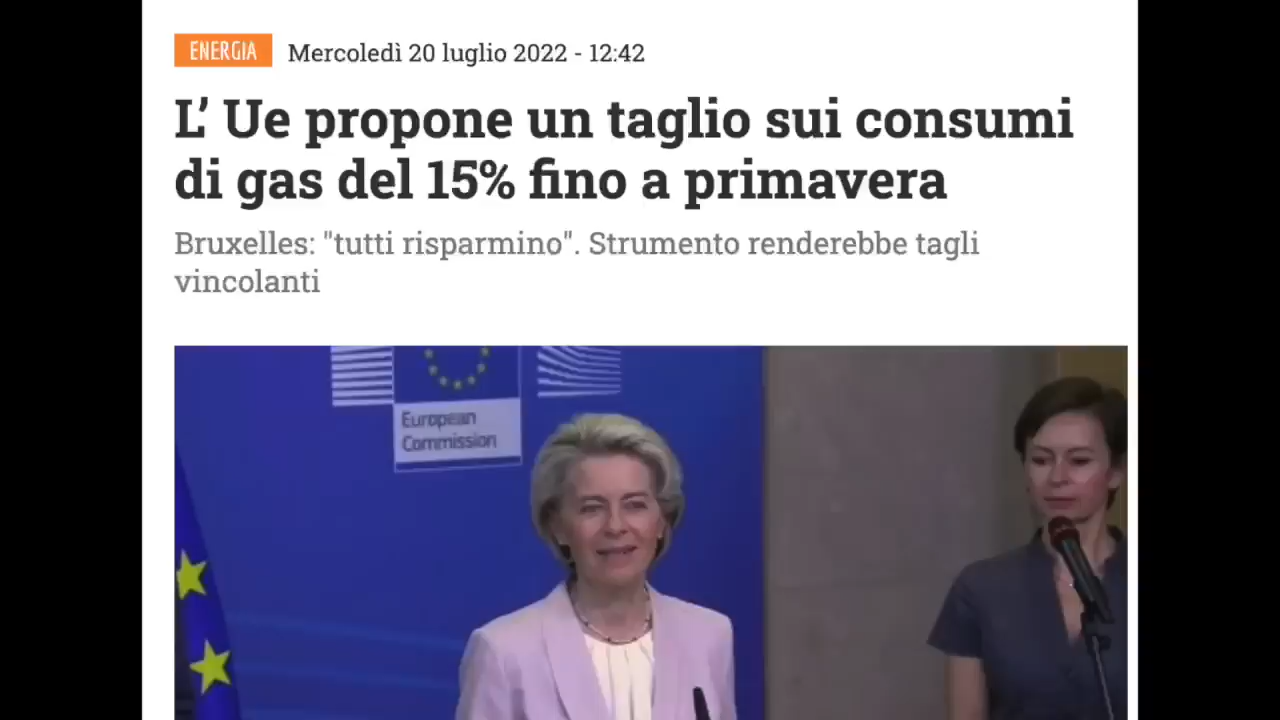 ENERGIA Mercoledì 20 luglio 2022 - 12:42
L’ Ue propone un taglio sui consumi
di gas del 15% fino a primavera
Bruxelles: "tutti risparmino". Strumento renderebbe tagli
vincolanti
European
Commission